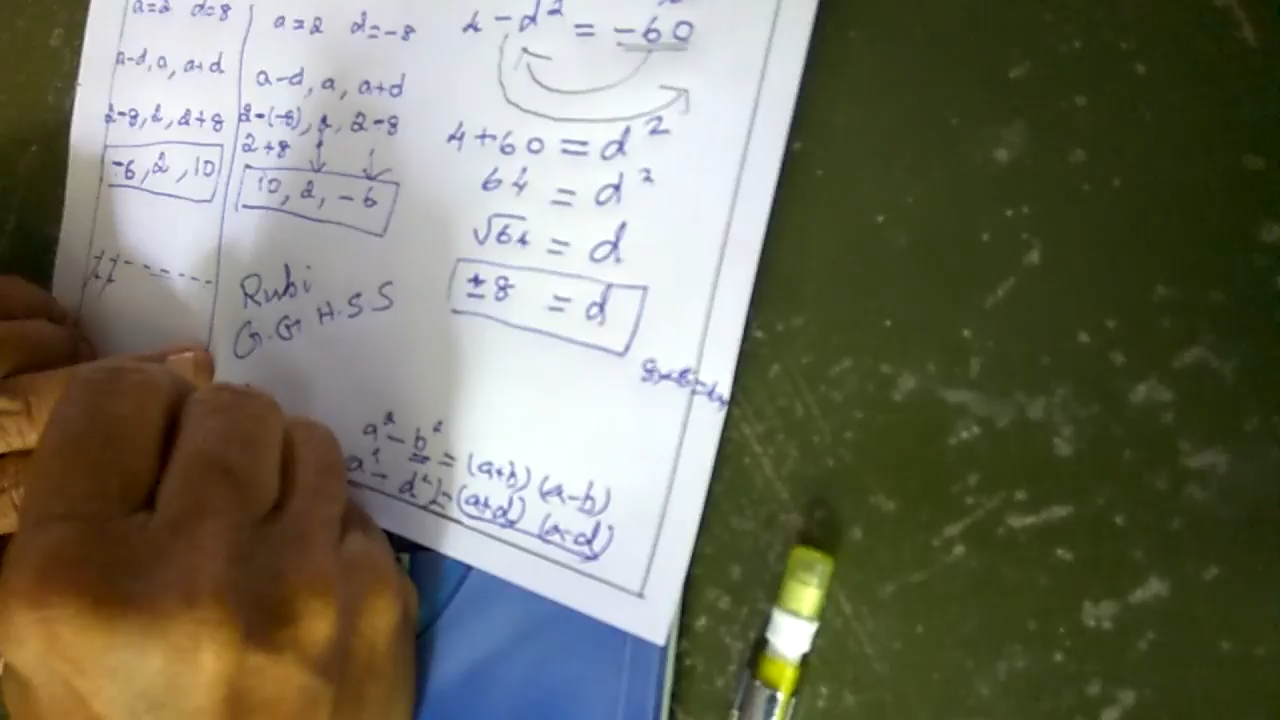 a=2 d=8
a-d, a, a+d
2-8, 2, 2+8
-6, 2, 10
a=2 d=-8
a-d, a, a+d
2-(-8), 2, 2-8
2+8
10, 2, -6
Rubi
G.G.H.S.S
4-d² = -60
4+60 = d²
64 = d²
√64 = d
±8 = d
a²-b² = (a+b) (a-b)
a²-d² = (a+d) (a-d)